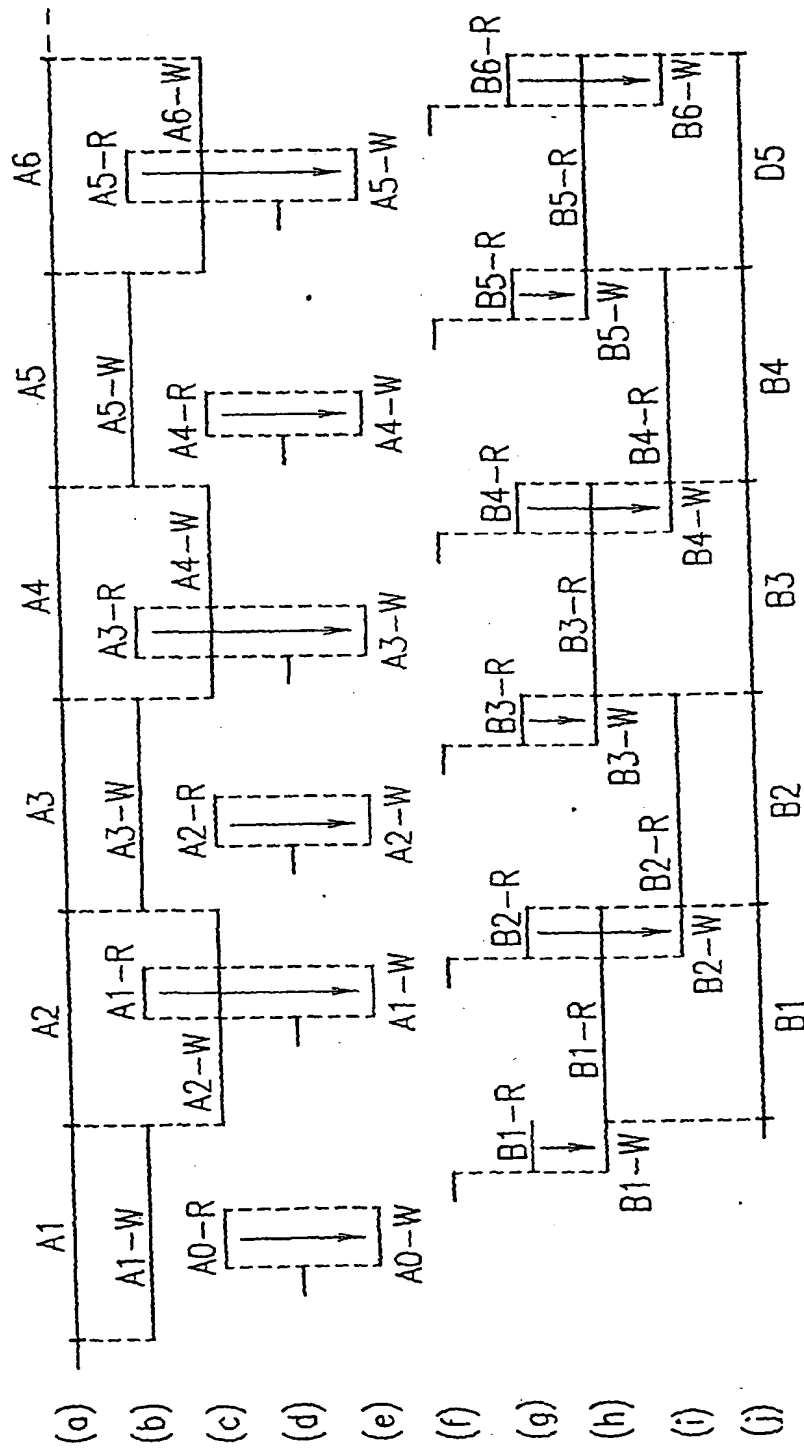 (a) A1 A2 A3 A4 A5 A6
(b) A1-W A1-R A3-W A3-R A5-W A5-R
(c) A0-R A2-W A2-R A4-W A4-R A6-W
(d)
(e) A0-W A1-W A2-W A3-W A4-W A5-W
(f)
(g) B1-R B2-R B3-R B4-R B5-R B6-R
(h) B1-W B1-R B3-W B3-R B5-W B5-R
(i) B2-W B2-R B4-W B4-R B6-W
(j) B1 B2 B3 B4 D5